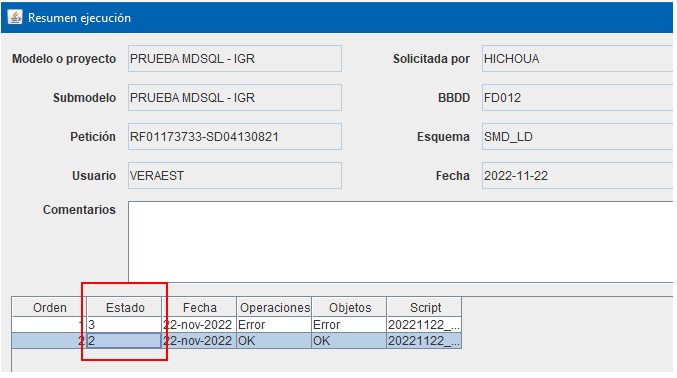 Resumen ejecución
Modelo o proyecto PRUEBA MDSQL - IGR Solicitada por HICHOUA
Submodelo PRUEBA MDSQL - IGR BBDD FD012
Petición RF01173733-SD04130821 Esquema SMD_LD
Usuario VERAEST Fecha 2022-11-22
Comentarios
Orden Estado Fecha Operaciones Objetos Script
1 3 22-nov-2022 Error Error 20221122_...
2 2 22-nov-2022 OK OK 20221122_...